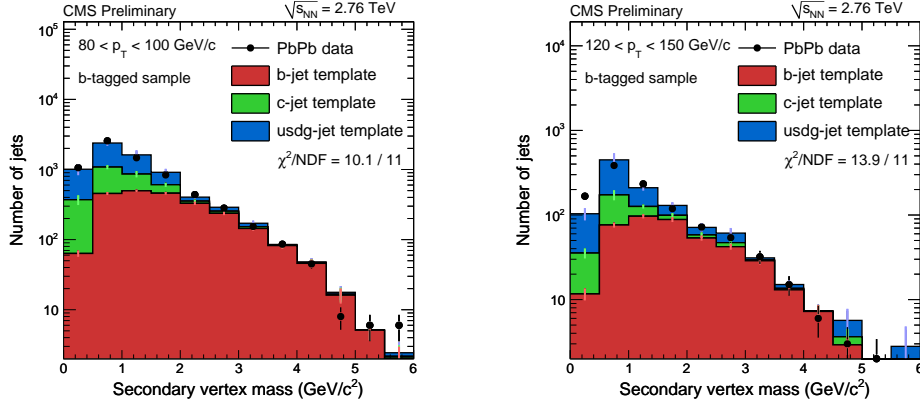 CMS Preliminary
√s_NN = 2.76 TeV
80 < p_T < 100 GeV/c
PbPb data
b-tagged sample
b-jet template
c-jet template
usdg-jet template
χ²/NDF = 10.1 / 11
Number of jets
10⁵
10⁴
10³
10²
10
0 1 2 3 4 5 6
Secondary vertex mass (GeV/c²)
CMS Preliminary
√s_NN = 2.76 TeV
120 < p_T < 150 GeV/c
PbPb data
b-tagged sample
b-jet template
c-jet template
usdg-jet template
χ²/NDF = 13.9 / 11
Number of jets
10⁴
10³
10²
10
0 1 2 3 4 5 6
Secondary vertex mass (GeV/c²)